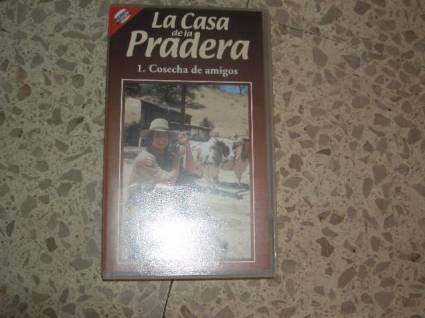 La Casa
de la
Pradera
1. Cosecha de amigos